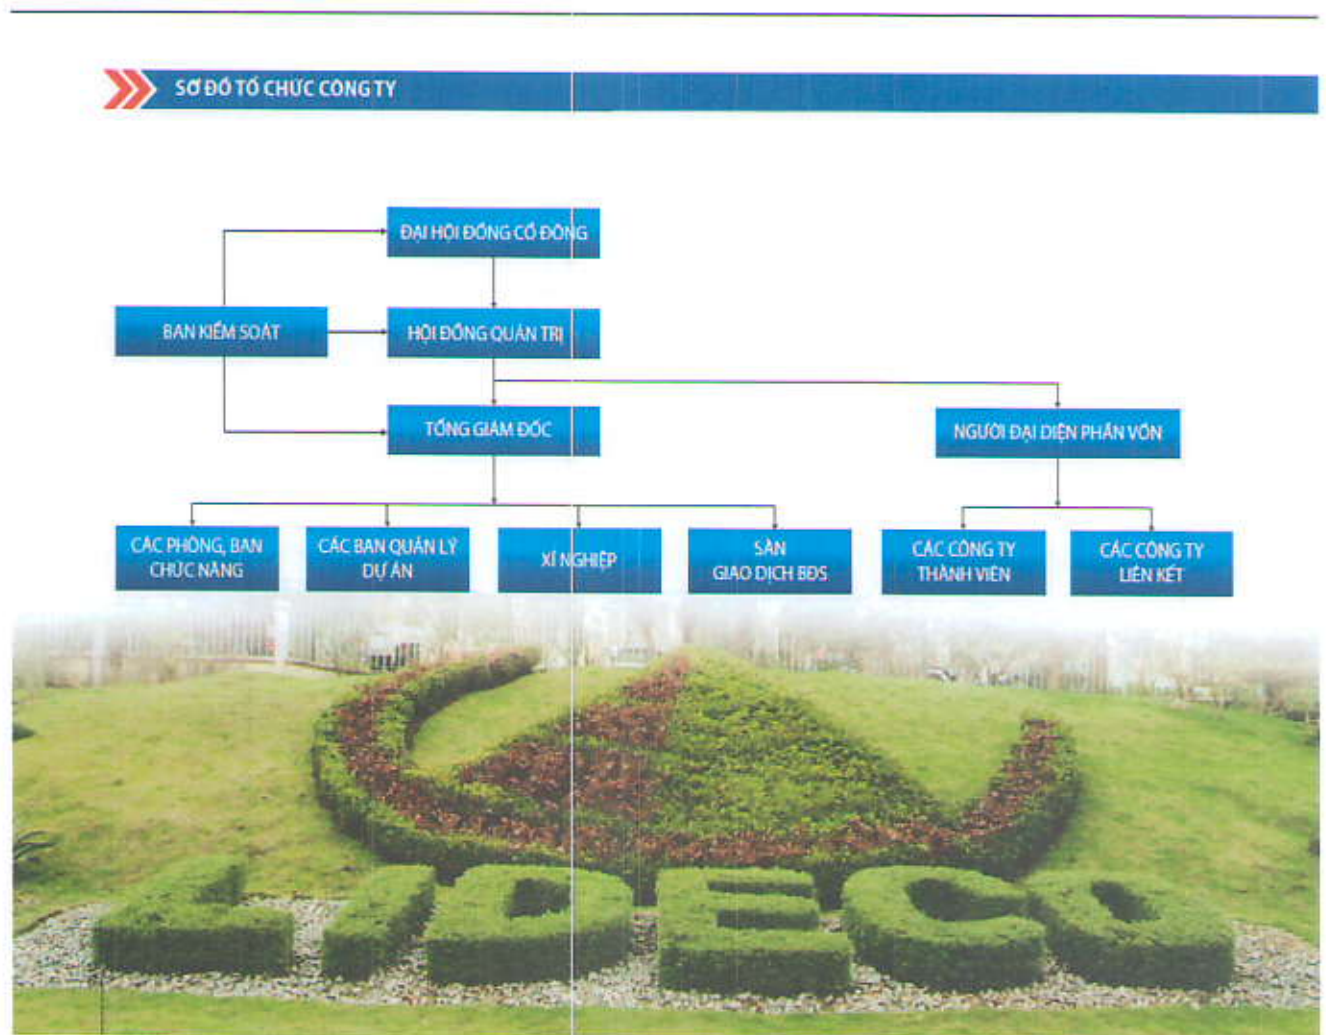 SƠ ĐỒ TỔ CHỨC CÔNG TY
ĐẠI HỘI ĐỒNG CỔ ĐÔNG
BAN KIỂM SOÁT
HỘI ĐỒNG QUẢN TRỊ
TỔNG GIÁM ĐỐC
NGƯỜI ĐẠI DIỆN PHẦN VỐN
CÁC PHÒNG, BAN
CHỨC NĂNG
CÁC BAN QUẢN LÝ
DỰ ÁN
XÍ NGHIỆP
SÀN
GIAO DỊCH BĐS
CÁC CÔNG TY
THÀNH VIÊN
CÁC CÔNG TY
LIÊN KẾT
LIDECO